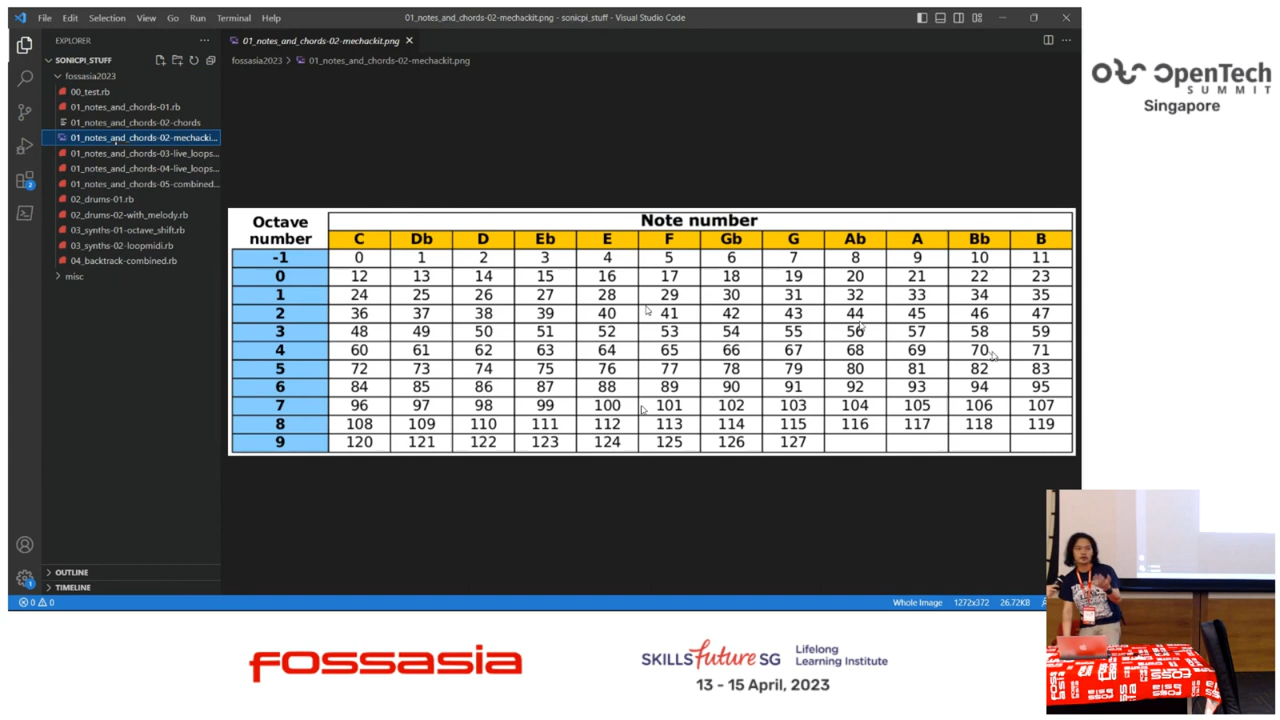 File Edit Selection View Go Run Terminal Help
01_notes_and_chords-02-mechackit.png - sonicpi_stuff - Visual Studio Code
EXPLORER
SONICPI_STUFF
fossasia2023
00_test.rb
01_notes_and_chords-01.rb
01_notes_and_chords-02-chords
01_notes_and_chords-02-mechacki...
01_notes_and_chords-03-live_loops...
01_notes_and_chords-04-live_loops...
01_notes_and_chords-05-combined...
02_drums-01.rb
02_drums-02-with_melody.rb
03_synths-01-octave_shift.rb
03_synths-02-loopmidi.rb
04_backtrack-combined.rb
misc
OUTLINE
TIMELINE
2
1
01_notes_and_chords-02-mechackit.png
fossasia2023 > 01_notes_and_chords-02-mechackit.png
Octave number Note number
C Db D Eb E F Gb G Ab A Bb B
-1 0 1 2 3 4 5 6 7 8 9 10 11
0 12 13 14 15 16 17 18 19 20 21 22 23
1 24 25 26 27 28 29 30 31 32 33 34 35
2 36 37 38 39 40 41 42 43 44 45 46 47
3 48 49 50 51 52 53 54 55 56 57 58 59
4 60 61 62 63 64 65 66 67 68 69 70 71
5 72 73 74 75 76 77 78 79 80 81 82 83
6 84 85 86 87 88 89 90 91 92 93 94 95
7 96 97 98 99 100 101 102 103 104 105 106 107
8 108 109 110 111 112 113 114 115 116 117 118 119
9 120 121 122 123 124 125 126 127
0 0
Whole Image 1272x372 26.72KB
OpenTech
SUMMIT
Singapore
fossasia
SKILLSfuture SG
Lifelong
Learning Institute
13 - 15 April, 2023